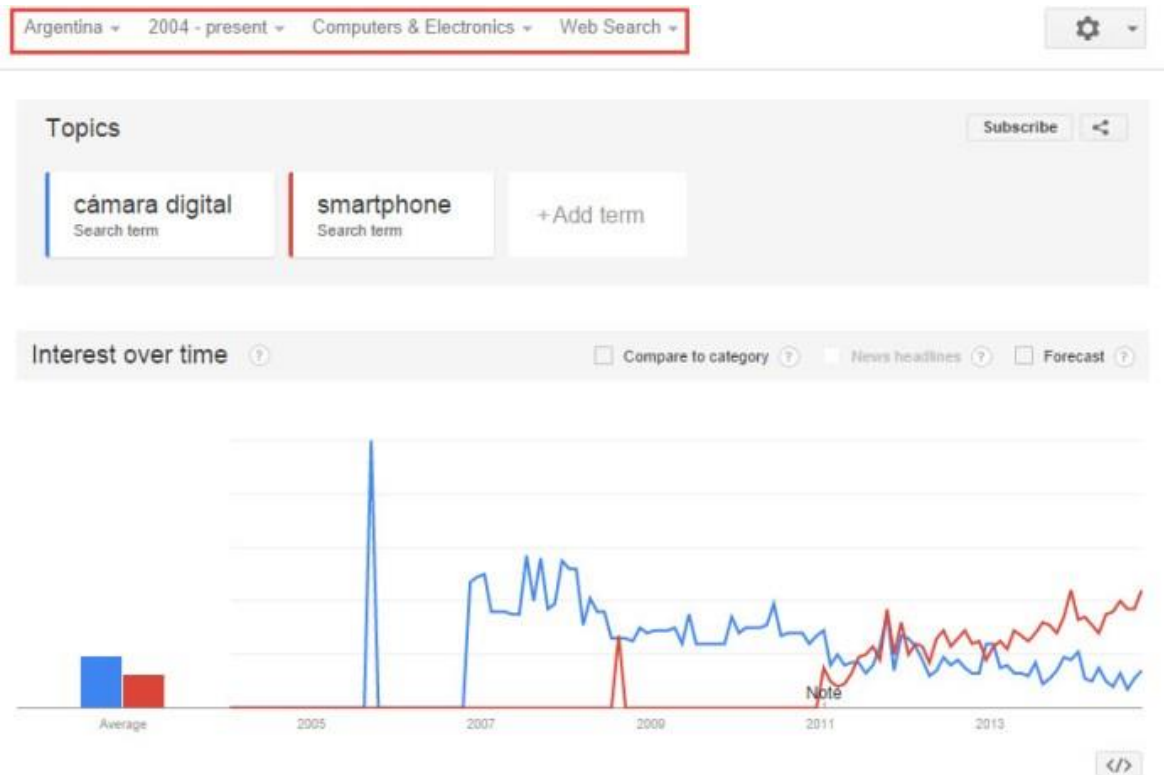 Argentina 2004 - present Computers & Electronics Web Search
Topics
Subscribe
cámara digital
Search term
smartphone
Search term
+Add term
Interest over time ?
Compare to category ? News headlines ? Forecast ?
Note
Average 2005 2007 2009 2011 2013
</>